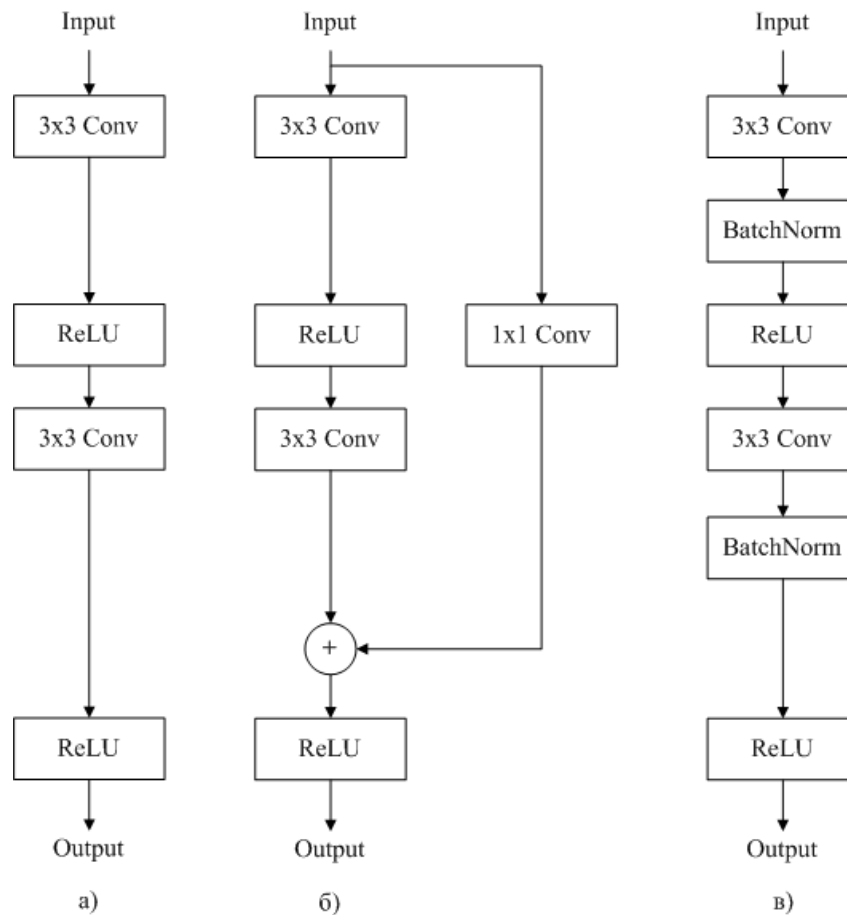 Input
3x3 Conv
ReLU
3x3 Conv
ReLU
Output
а)
Input
3x3 Conv
ReLU
1x1 Conv
3x3 Conv
+
ReLU
Output
б)
Input
3x3 Conv
BatchNorm
ReLU
3x3 Conv
BatchNorm
ReLU
Output
в)